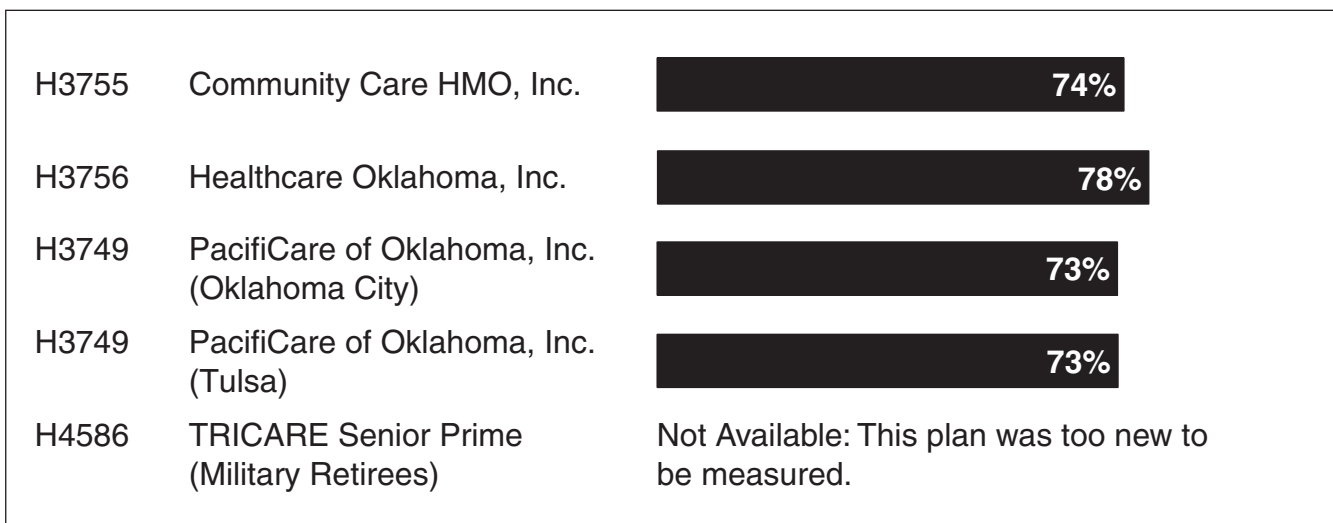 H3755 Community Care HMO, Inc. 74%
H3756 Healthcare Oklahoma, Inc. 78%
H3749 PacifiCare of Oklahoma, Inc. 73%
(Oklahoma City)
H3749 PacifiCare of Oklahoma, Inc. 73%
(Tulsa)
H4586 TRICARE Senior Prime Not Available: This plan was too new to
(Military Retirees) be measured.